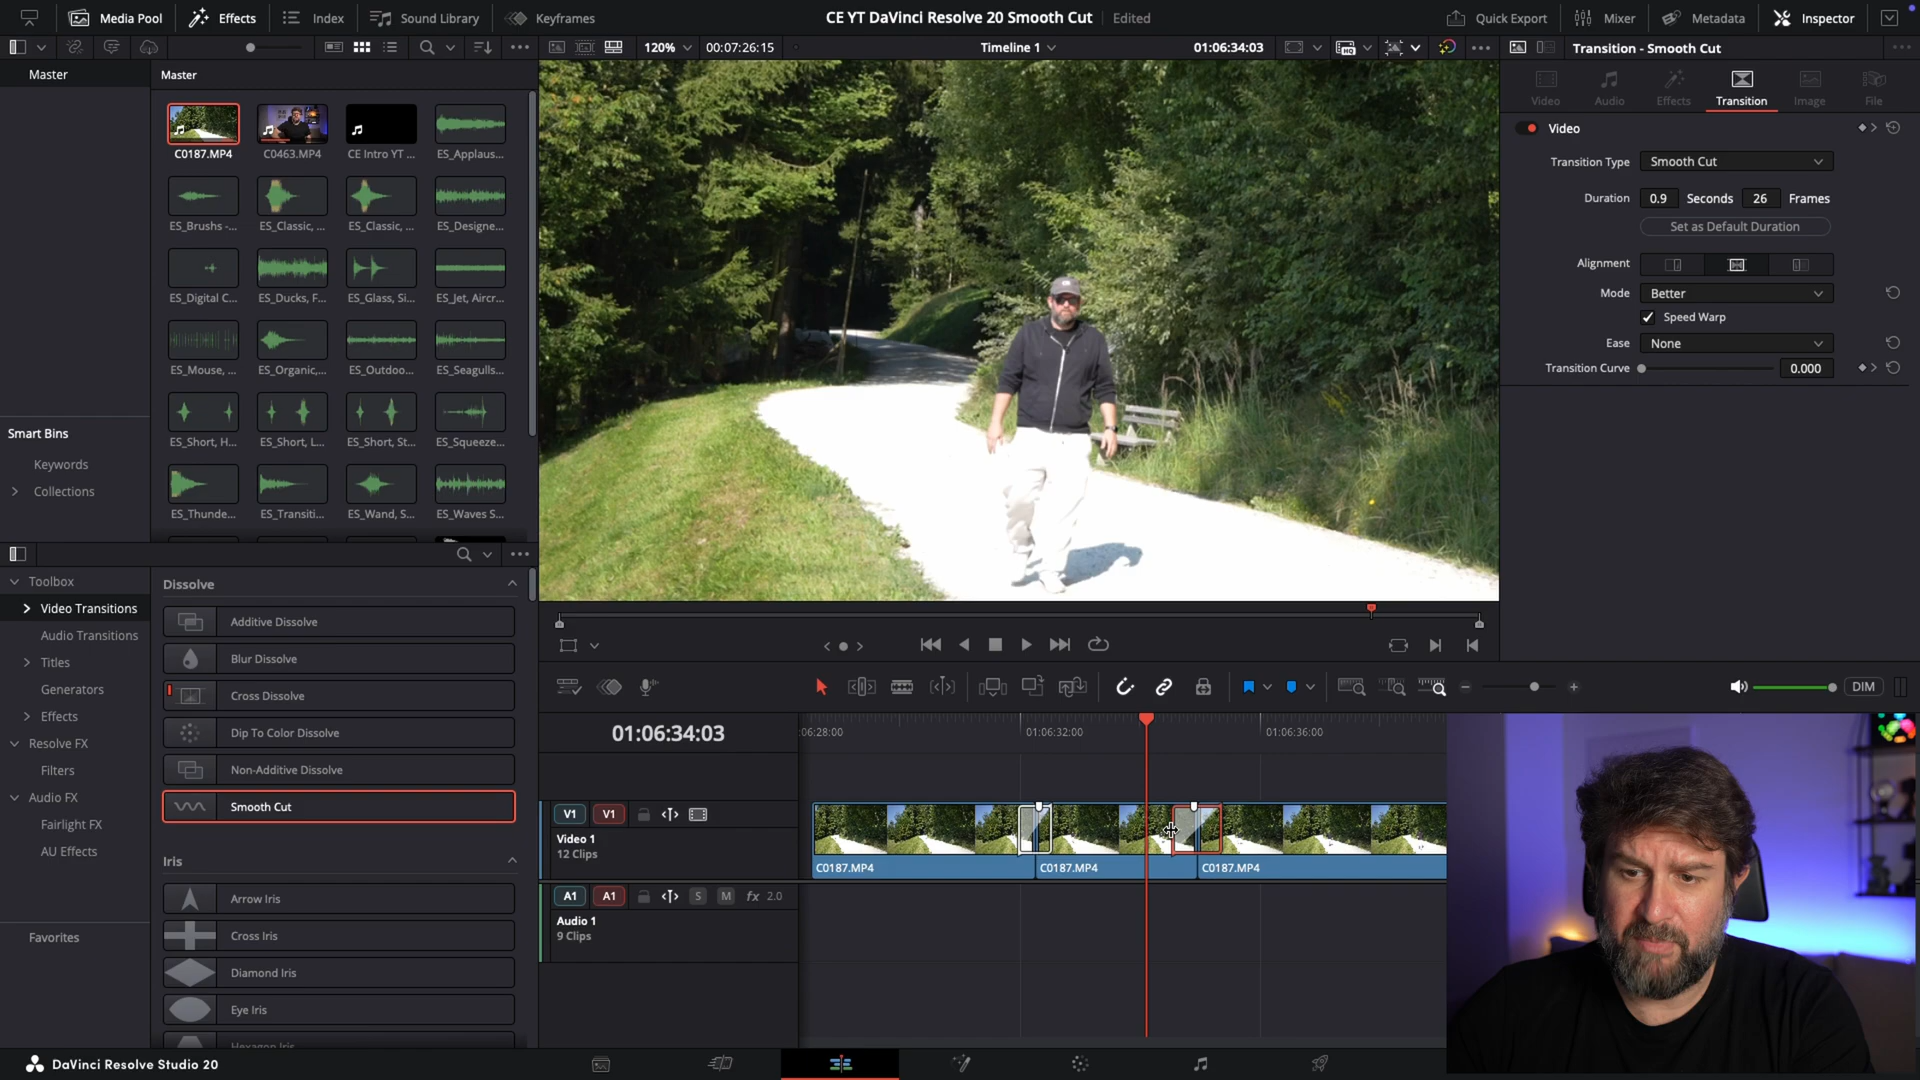 Media Pool
Effects
Index
Sound Library
Keyframes
CE YT DaVinci Resolve 20 Smooth Cut
Edited
Quick Export
Mixer
Metadata
Inspector
120%
00:07:26:15
Timeline 1
01:06:34:03
Transition - Smooth Cut
Master
Master
C0187.MP4
C0463.MP4
CE Intro YT ...
ES_Applaus...
ES_Brushs -...
ES_Classic, ...
ES_Classic, ...
ES_Designe...
ES_Digital C...
ES_Ducks, F...
ES_Glass, Si...
ES_Jet, Aircr...
ES_Mouse, ...
ES_Organic,...
ES_Outdoo...
ES_Seagulls...
ES_Short, H...
ES_Short, L...
ES_Short, St...
ES_Squeeze...
ES_Thunde...
ES_Transiti...
ES_Wand, S...
ES_Waves S...
Smart Bins
Keywords
Collections
Video
Audio
Effects
Transition
Image
File
Video
Transition Type
Smooth Cut
Duration
0.9
Seconds
26
Frames
Set as Default Duration
Alignment
Mode
Better
Speed Warp
Ease
None
Transition Curve
0.000
Toolbox
Video Transitions
Audio Transitions
Titles
Generators
Effects
Resolve FX
Filters
Audio FX
Fairlight FX
AU Effects
Favorites
Dissolve
Additive Dissolve
Blur Dissolve
Cross Dissolve
Dip To Color Dissolve
Non-Additive Dissolve
Smooth Cut
Iris
Arrow Iris
Cross Iris
Diamond Iris
Eye Iris
Hexagon Iris
DIM
01:06:34:03
:06:28:00
01:06:32:00
01:06:36:00
V1
V1
Video 1
12 Clips
C0187.MP4
C0187.MP4
C0187.MP4
A1
A1
S
M
fx
2.0
Audio 1
9 Clips
DaVinci Resolve Studio 20